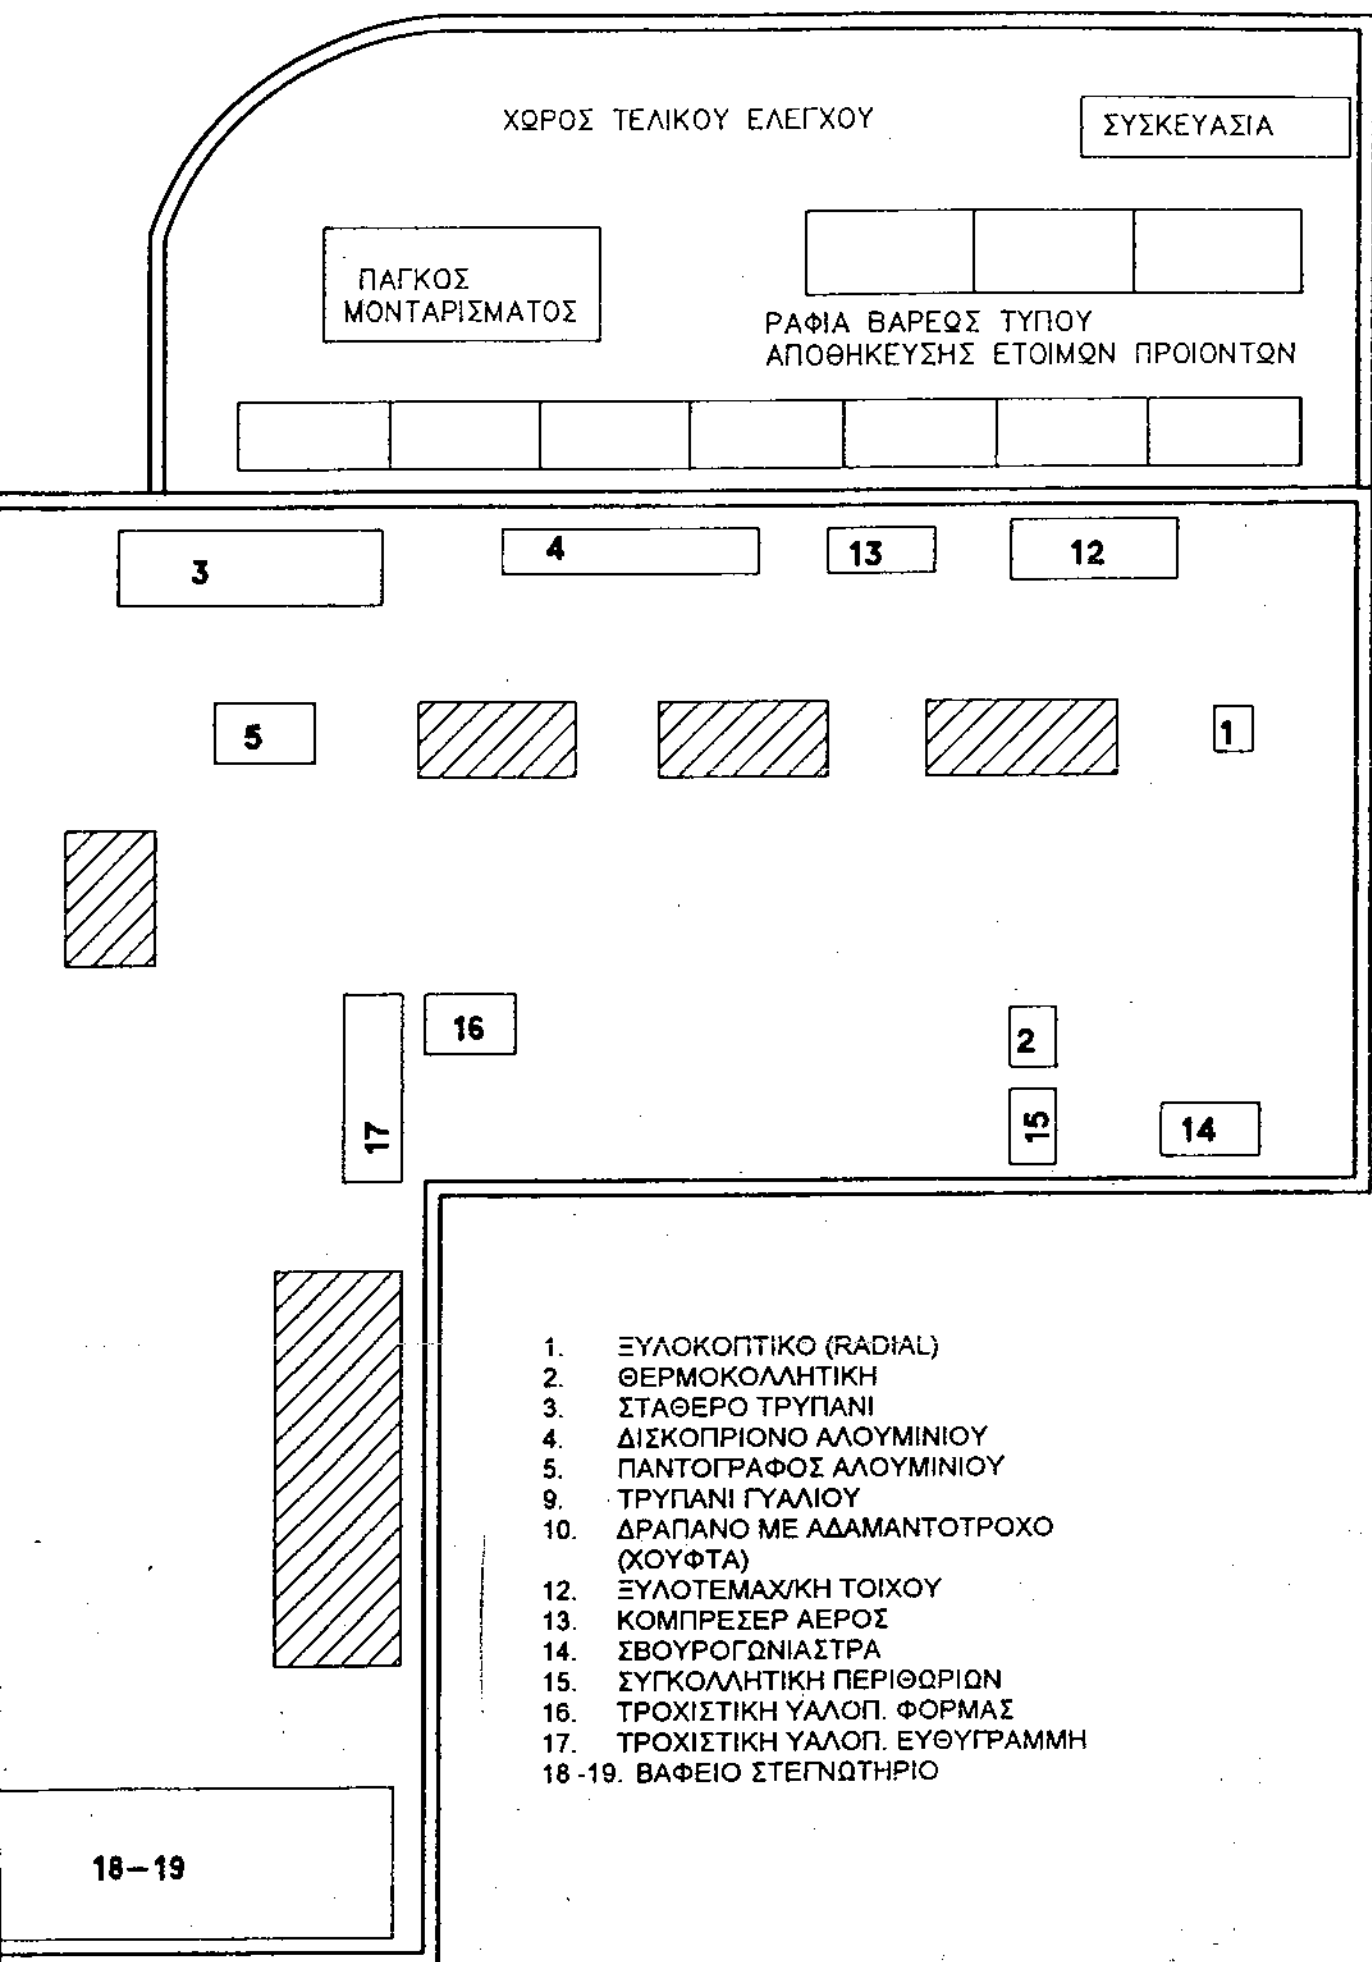 ΧΩΡΟΣ ΤΕΛΙΚΟΥ ΕΛΕΓΧΟΥ
ΣΥΣΚΕΥΑΣΙΑ
ΠΑΓΚΟΣ
ΜΟΝΤΑΡΙΣΜΑΤΟΣ
ΡΑΦΙΑ ΒΑΡΕΩΣ ΤΥΠΟΥ
ΑΠΟΘΗΚΕΥΣΗΣ ΕΤΟΙΜΩΝ ΠΡΟΙΟΝΤΩΝ
3
4
13
12
5
1
16
2
17
15
14
1. ΞΥΛΟΚΟΠΤΙΚΟ (RADIAL)
2. ΘΕΡΜΟΚΟΛΛΗΤΙΚΗ
3. ΣΤΑΘΕΡΟ ΤΡΥΠΑΝΙ
4. ΔΙΣΚΟΠΡΙΟΝΟ ΑΛΟΥΜΙΝΙΟΥ
5. ΠΑΝΤΟΓΡΑΦΟΣ ΑΛΟΥΜΙΝΙΟΥ
9. ΤΡΥΠΑΝΙ ΓΥΑΛΙΟΥ
10. ΔΡΑΠΑΝΟ ΜΕ ΑΔΑΜΑΝΤΟΤΡΟΧΟ
(ΧΟΥΦΤΑ)
12. ΞΥΛΟΤΕΜΑΧ/ΚΗ ΤΟΙΧΟΥ
13. ΚΟΜΠΡΕΣΕΡ ΑΕΡΟΣ
14. ΣΒΟΥΡΟΓΩΝΙΑΣΤΡΑ
15. ΣΥΓΚΟΛΛΗΤΙΚΗ ΠΕΡΙΘΩΡΙΩΝ
16. ΤΡΟΧΙΣΤΙΚΗ ΥΑΛΟΠ. ΦΟΡΜΑΣ
17. ΤΡΟΧΙΣΤΙΚΗ ΥΑΛΟΠ. ΕΥΘΥΓΡΑΜΜΗ
18-19. ΒΑΦΕΙΟ ΣΤΕΓΝΩΤΗΡΙΟ
18-19